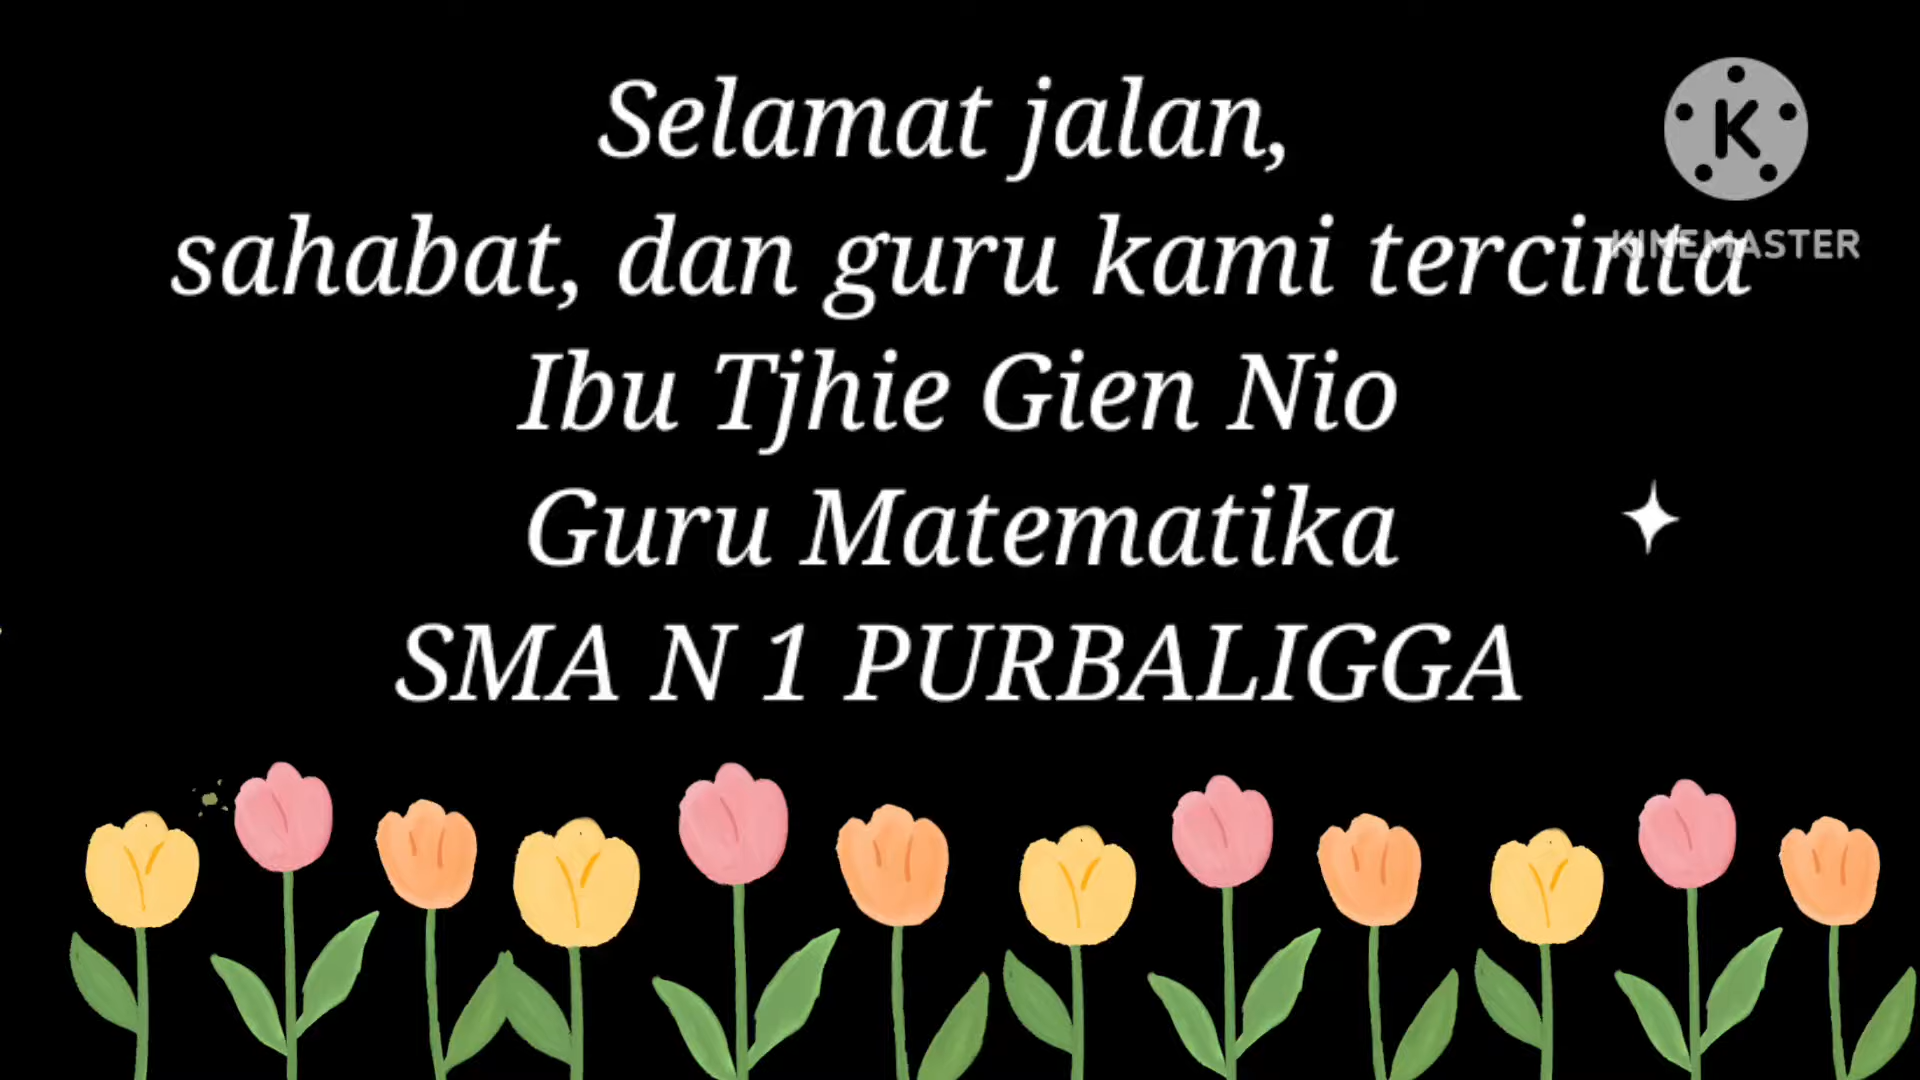 Selamat jalan,
sahabat, dan guru kami tercinta
Ibu Tjhie Gien Nio
Guru Matematika
SMA N 1 PURBALIGGA
K
KINEMASTER